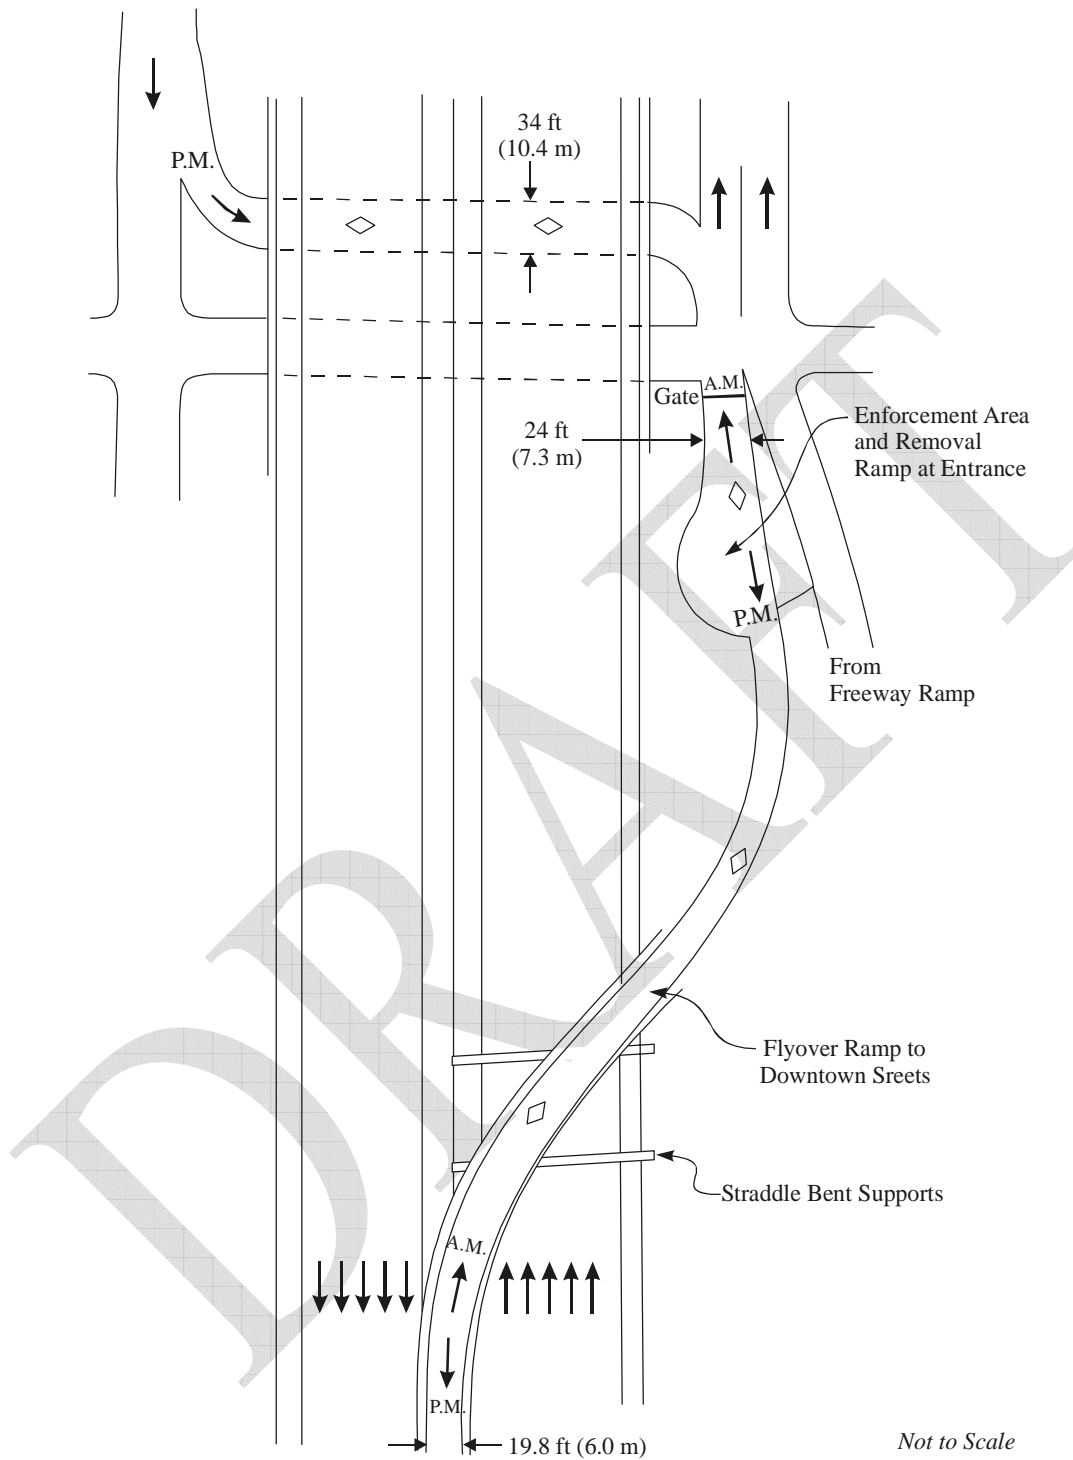 34 ft
(10.4 m)
P.M.
A.M.
Gate
24 ft
(7.3 m)
Enforcement Area
and Removal
Ramp at Entrance
P.M.
From
Freeway Ramp
Flyover Ramp to
Downtown Sreets
Straddle Bent Supports
A.M.
P.M.
19.8 ft (6.0 m)
Not to Scale
DRAFT